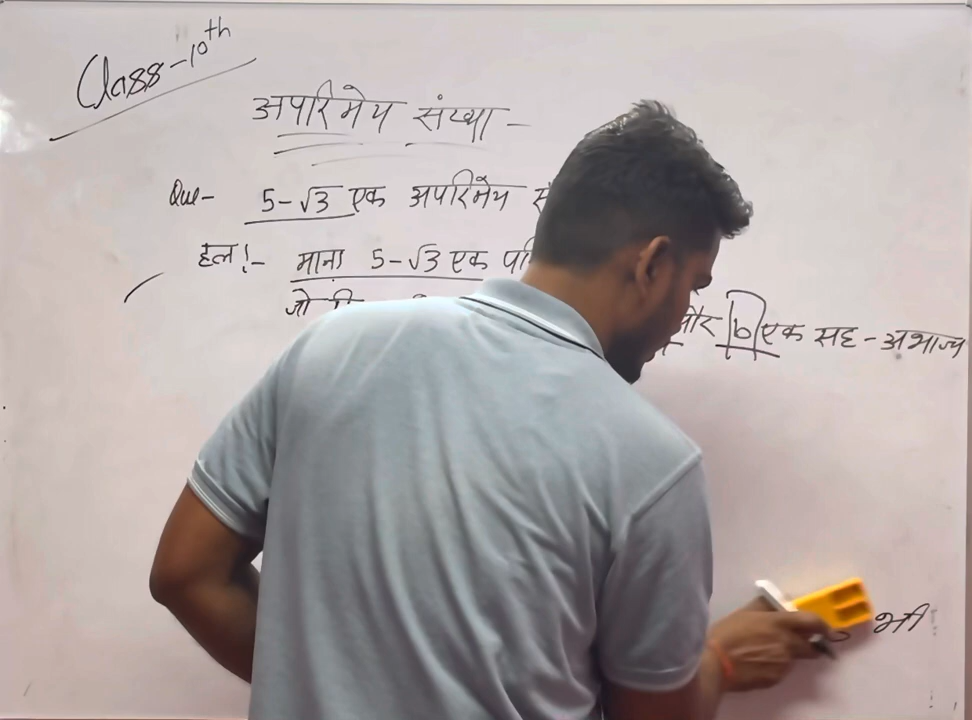 Class-10th
अपरिमेय संख्या -
Que- 5-√3 एक अपरिमेय
हल!- माना 5-√3 एक
जो और b एक सह-अभाज्य
भी